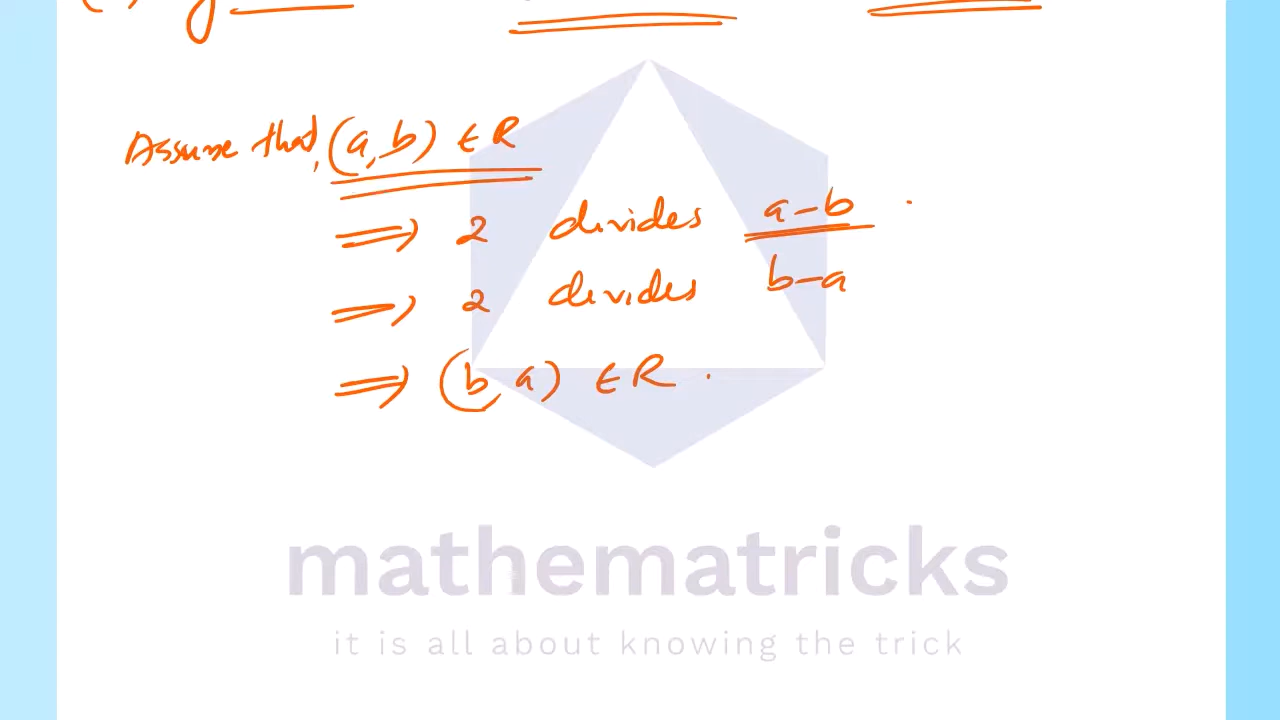 Assume that, (a,b) ∈ R
⟹ 2 divides a-b .
⟹ 2 divides b-a
⟹ (b, a) ∈ R .
mathematricks
it is all about knowing the trick